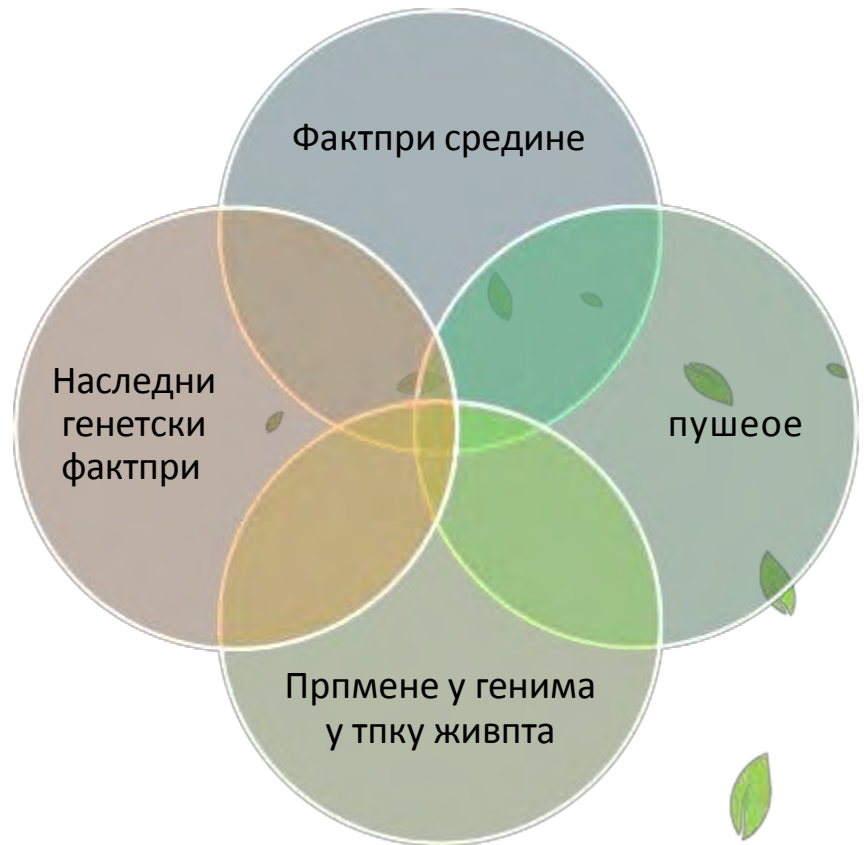 Фактпри средине
Наследни
генетски
фактпри
пушеое
Прпмене у генима
у тпку живпта